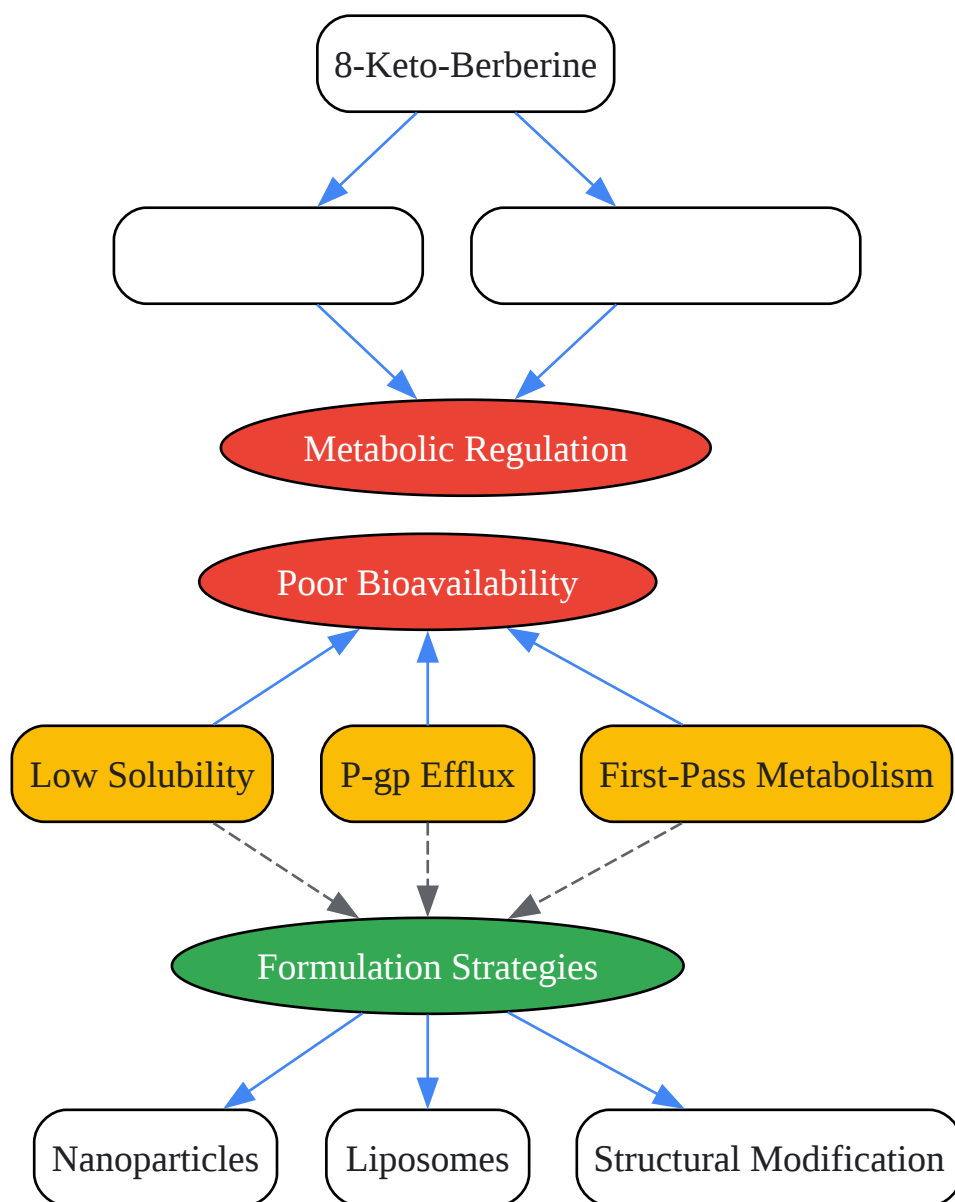 8-Keto-Berberine
Metabolic Regulation
Poor Bioavailability
Low Solubility
P-gp Efflux
First-Pass Metabolism
Formulation Strategies
Nanoparticles
Liposomes
Structural Modification